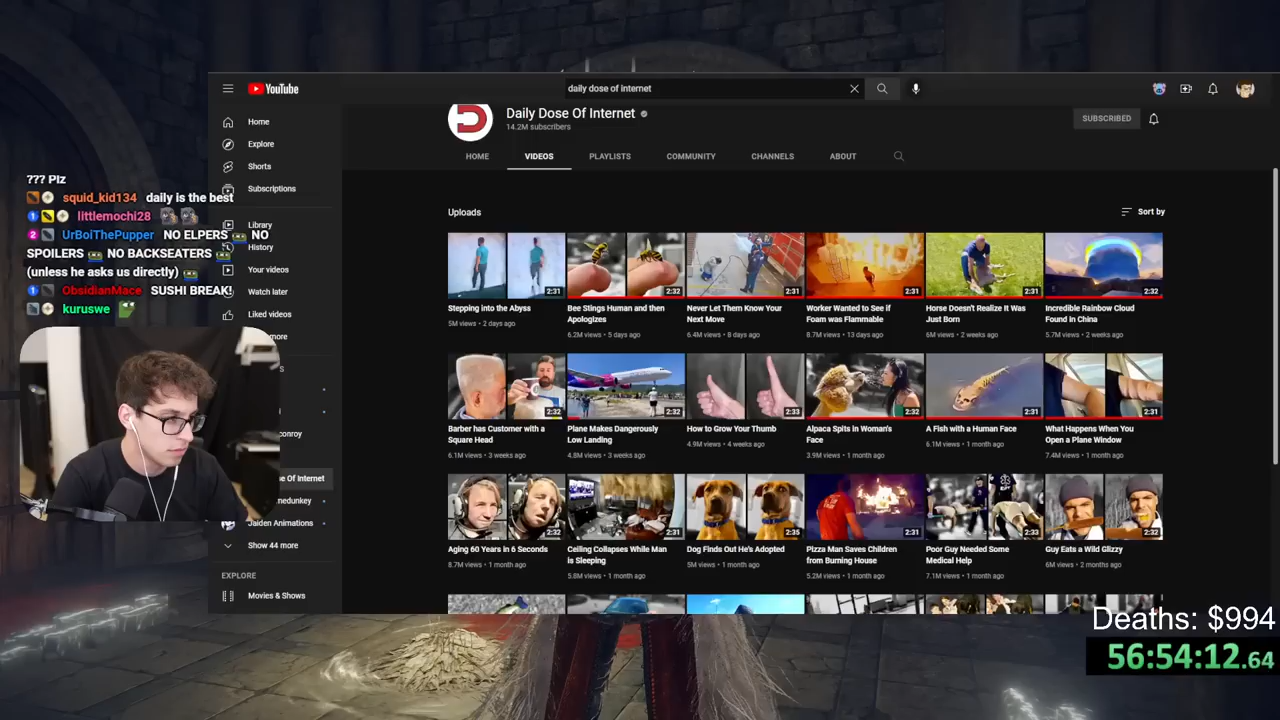 YouTube
daily dose of internet
Home
Explore
Shorts
Subscriptions
Library
History
Your videos
Watch later
Liked videos
more
conroy
se Of Internet
nedunkey
Jaiden Animations
Show 44 more
EXPLORE
Movies & Shows
??? Plz
squid_kid134 daily is the best
littlemochi28
UrBoiThePupper NO ELPERS NO
SPOILERS NO BACKSEATERS
(unless he asks us directly)
ObsidianMace SUSHI BREAK!
kuruswe
Daily Dose Of Internet
14.2M subscribers
SUBSCRIBED
HOME VIDEOS PLAYLISTS COMMUNITY CHANNELS ABOUT
Uploads
Sort by
2:31 2:32 2:31 2:31 2:31 2:32
Stepping into the Abyss
5M views • 2 days ago
Bee Stings Human and then
Apologizes
6.2M views • 5 days ago
Never Let Them Know Your
Next Move
6.4M views • 8 days ago
Worker Wanted to See if
Foam was Flammable
8.7M views • 13 days ago
Horse Doesn't Realize It Was
Just Born
6M views • 2 weeks ago
Incredible Rainbow Cloud
Found in China
5.7M views • 2 weeks ago
2:32 2:32 2:33 2:32 2:31 2:31
Barber has Customer with a
Square Head
6.1M views • 3 weeks ago
Plane Makes Dangerously
Low Landing
4.8M views • 3 weeks ago
How to Grow Your Thumb
4.9M views • 4 weeks ago
Alpaca Spits in Woman's
Face
3.9M views • 1 month ago
A Fish with a Human Face
6.1M views • 1 month ago
What Happens When You
Open a Plane Window
7.4M views • 1 month ago
2:32 2:31 2:35 2:31 2:33 2:32
Aging 60 Years in 6 Seconds
8.7M views • 1 month ago
Ceiling Collapses While Man
is Sleeping
5.8M views • 1 month ago
Dog Finds Out He's Adopted
5M views • 1 month ago
Pizza Man Saves Children
from Burning House
5.2M views • 1 month ago
Poor Guy Needed Some
Medical Help
7.1M views • 1 month ago
Guy Eats a Wild Glizzy
6M views • 2 months ago
Deaths: $994
56:54:12.64